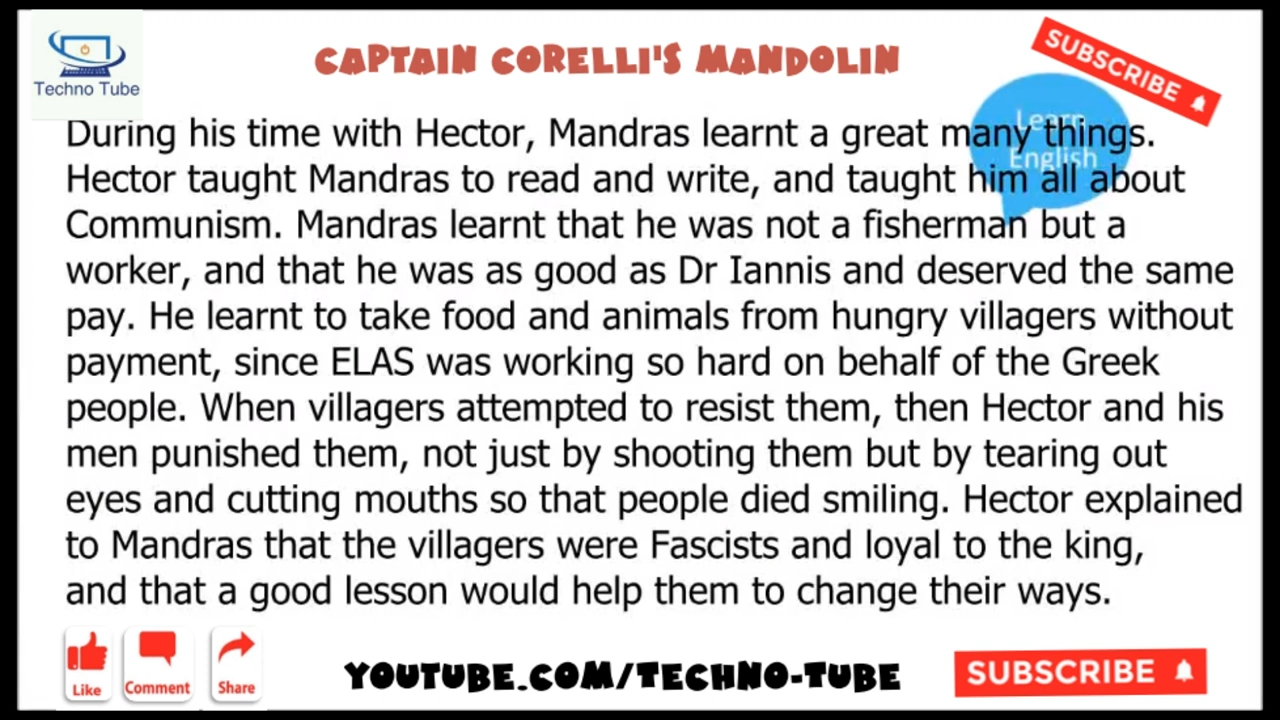 Techno Tube
CAPTAIN CORELLI'S MANDOLIN
SUBSCRIBE
Learn
English
During his time with Hector, Mandras learnt a great many things.
Hector taught Mandras to read and write, and taught him all about
Communism. Mandras learnt that he was not a fisherman but a
worker, and that he was as good as Dr Iannis and deserved the same
pay. He learnt to take food and animals from hungry villagers without
payment, since ELAS was working so hard on behalf of the Greek
people. When villagers attempted to resist them, then Hector and his
men punished them, not just by shooting them but by tearing out
eyes and cutting mouths so that people died smiling. Hector explained
to Mandras that the villagers were Fascists and loyal to the king,
and that a good lesson would help them to change their ways.
Like
Comment
Share
YOUTUBE.COM/TECHNO-TUBE
SUBSCRIBE